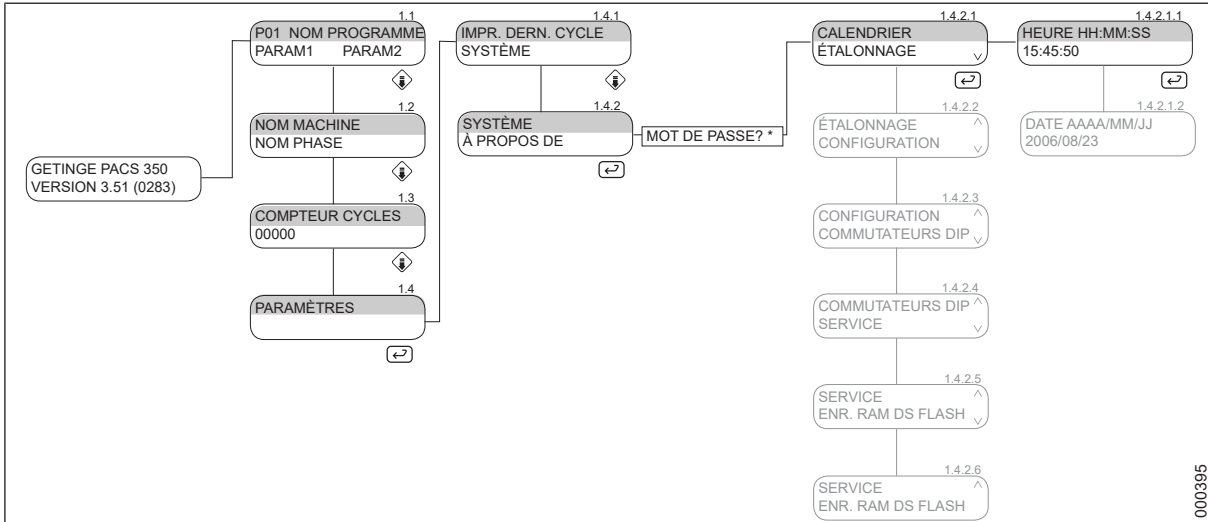 GETINGE PACS 350
VERSION 3.51 (0283)
1.1
P01 NOM PROGRAMME
PARAM1 PARAM2
1.2
NOM MACHINE
NOM PHASE
1.3
COMPTEUR CYCLES
00000
1.4
PARAMÈTRES
1.4.1
IMPR. DERN. CYCLE
SYSTÈME
1.4.2
SYSTÈME
À PROPOS DE
MOT DE PASSE? *
1.4.2.1
CALENDRIER
ÉTALONNAGE
1.4.2.2
ÉTALONNAGE
CONFIGURATION
1.4.2.3
CONFIGURATION
COMMUTATEURS DIP
1.4.2.4
COMMUTATEURS DIP
SERVICE
1.4.2.5
SERVICE
ENR. RAM DS FLASH
1.4.2.6
SERVICE
ENR. RAM DS FLASH
1.4.2.1.1
HEURE HH:MM:SS
15:45:50
1.4.2.1.2
DATE AAAA/MM/JJ
2006/08/23
000395